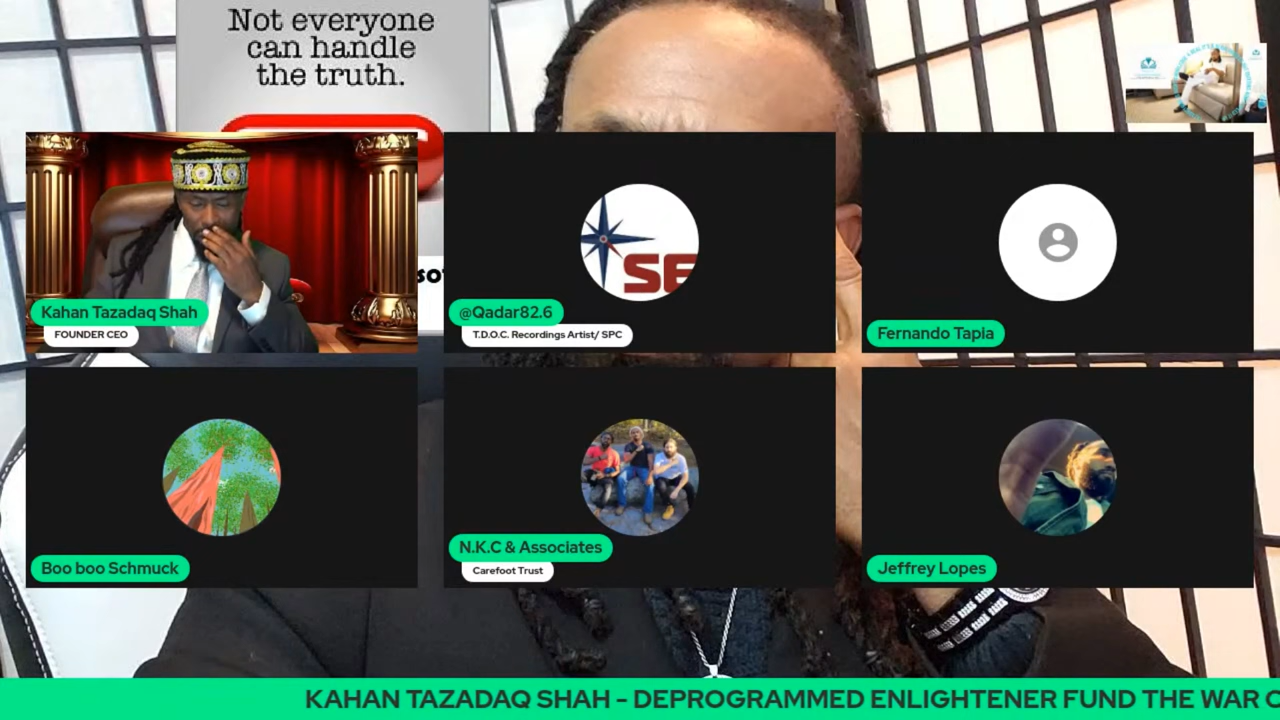 Not everyone
can handle
the truth.
Kahan Tazadaq Shah
FOUNDER CEO
SE
@Qadar82.6
T.D.O.C. Recordings Artist/ SPC
Fernando Tapia
Boo boo Schmuck
N.K.C & Associates
Carefoot Trust
Jeffrey Lopes
KAHAN TAZADAQ SHAH - DEPROGRAMMED ENLIGHTENER FUND THE WAR